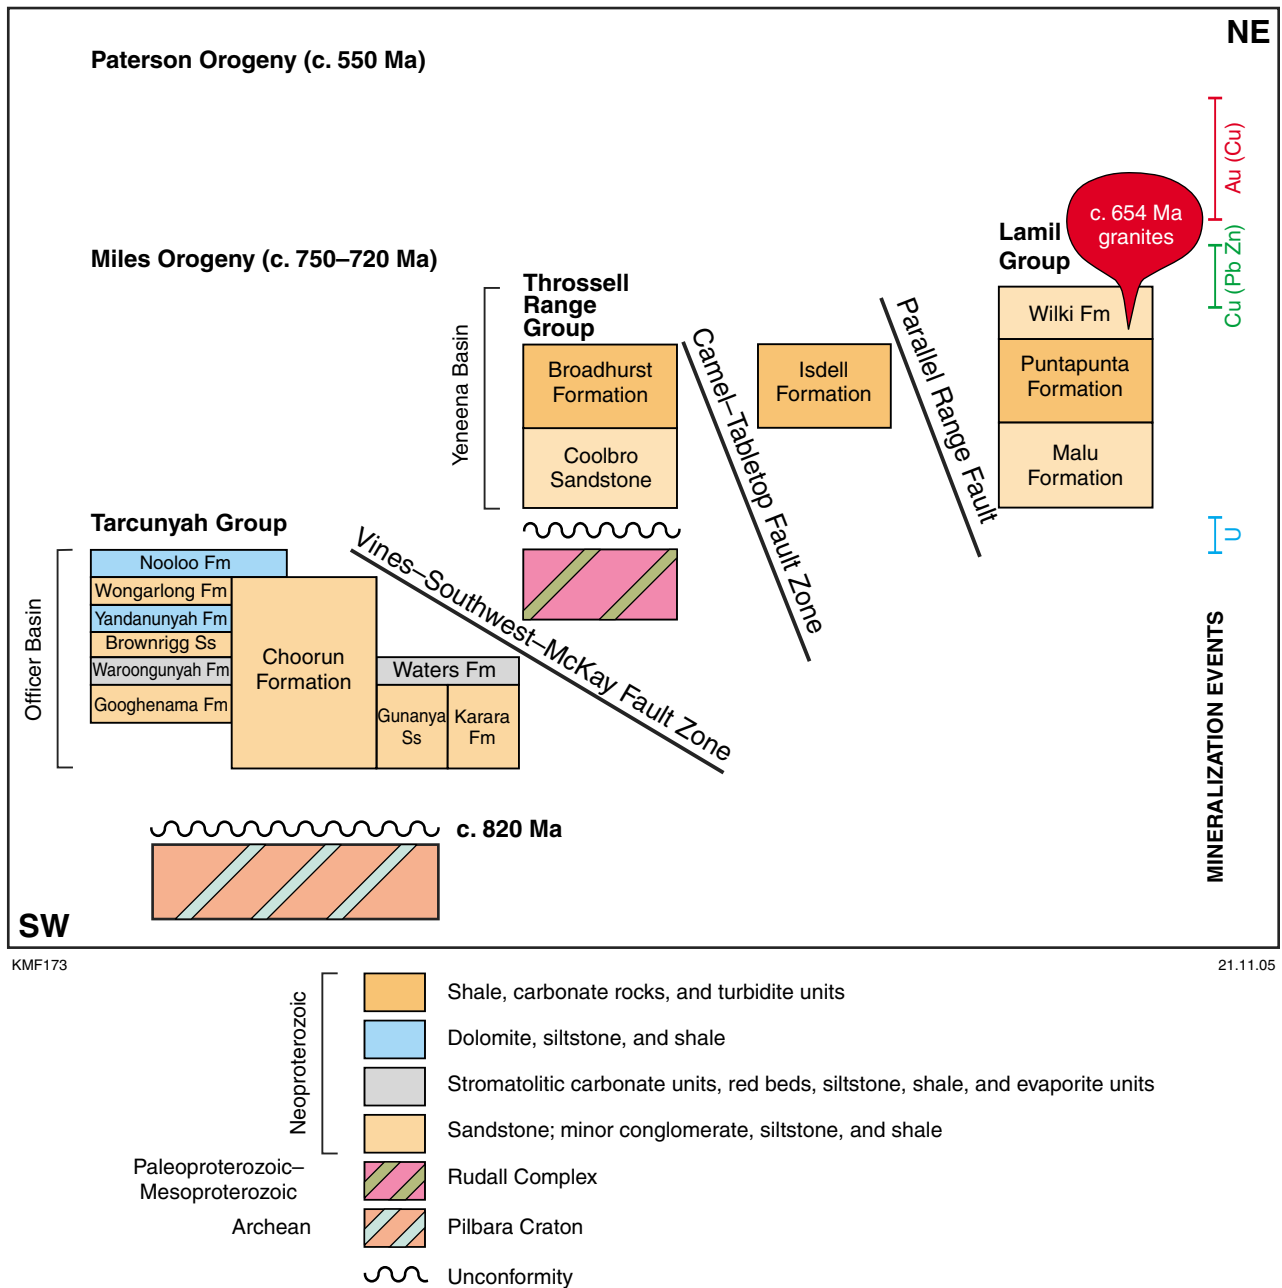 NE
Paterson Orogeny (c. 550 Ma)
Au (Cu)
c. 654 Ma
granites
Lamil
Group
Miles Orogeny (c. 750–720 Ma)
Cu (Pb Zn)
Throssell
Range
Group
Yeneena Basin
Wilki Fm
Parallel Range Fault
Camel–Tabletop Fault Zone
Broadhurst
Formation
Isdell
Formation
Puntapunta
Formation
Coolbro
Sandstone
Malu
Formation
U
Tarcunyah Group
Vines–Southwest–McKay Fault Zone
Officer Basin
Nooloo Fm
Wongarlong Fm
Yandanunyah Fm
Brownrigg Ss
Waroongunyah Fm
Googhenama Fm
Choorun
Formation
Waters Fm
Gunanya
Ss
Karara
Fm
MINERALIZATION EVENTS
c. 820 Ma
SW
KMF173
21.11.05
Neoproterozoic
Shale, carbonate rocks, and turbidite units
Dolomite, siltstone, and shale
Stromatolitic carbonate units, red beds, siltstone, shale, and evaporite units
Sandstone; minor conglomerate, siltstone, and shale
Paleoproterozoic–
Mesoproterozoic
Rudall Complex
Archean
Pilbara Craton
Unconformity